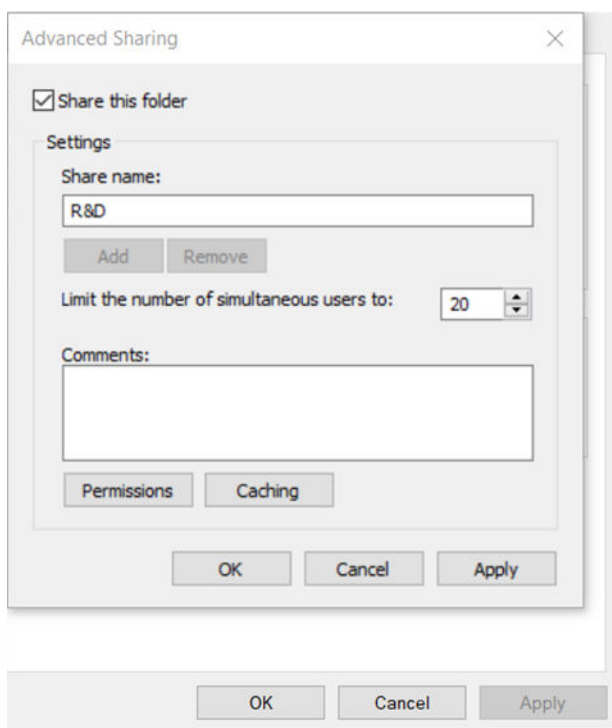 Advanced Sharing
Share this folder
Settings
Share name:
R&D
Add Remove
Limit the number of simultaneous users to: 20
Comments:
Permissions Caching
OK Cancel Apply
OK Cancel Apply